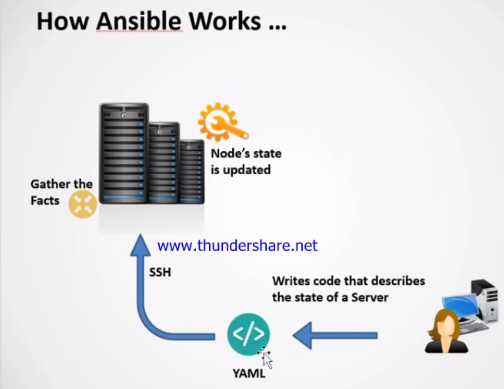 How Ansible Works ...
Node's state
is updated
Gather the
Facts
www.thundershare.net
SSH
Writes code that describes
the state of a Server
</>
YAML